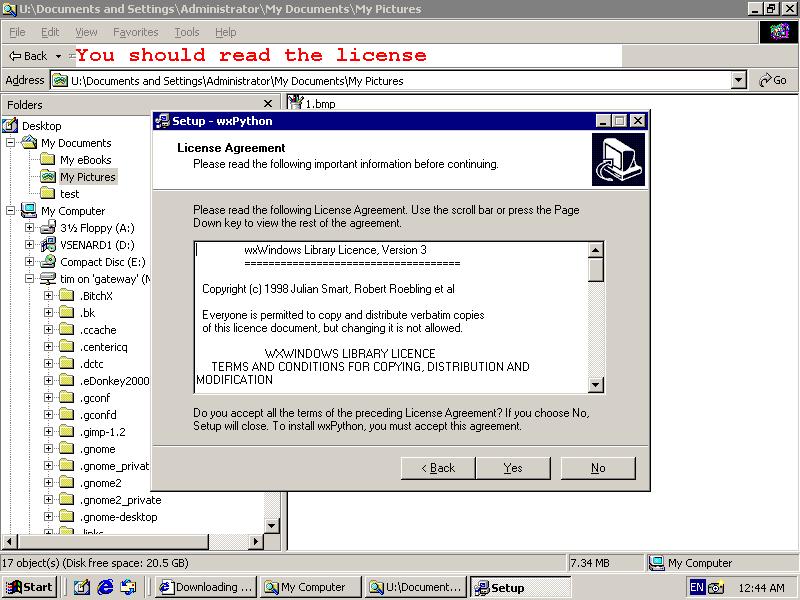 U:\Documents and Settings\Administrator\My Documents\My Pictures
File Edit View Favorites Tools Help
Back You should read the license
Address U:\Documents and Settings\Administrator\My Documents\My Pictures Go
Folders
1.bmp
Desktop
My Documents
My eBooks
My Pictures
test
My Computer
3½ Floppy (A:)
VSENARD1 (D:)
Compact Disc (E:)
tim on 'gateway'
.BitchX
.bk
.ccache
.centericq
.dctc
.eDonkey2000
.gconf
.gconfd
.gimp-1.2
.gnome
.gnome_privat
.gnome2
.gnome2_private
.gnome-desktop
.links
Setup - wxPython
License Agreement
Please read the following important information before continuing.
Please read the following License Agreement. Use the scroll bar or press the Page
Down key to view the rest of the agreement.
wxWindows Library Licence, Version 3
====================================
Copyright (c) 1998 Julian Smart, Robert Roebling et al
Everyone is permitted to copy and distribute verbatim copies
of this licence document, but changing it is not allowed.
WXWINDOWS LIBRARY LICENCE
TERMS AND CONDITIONS FOR COPYING, DISTRIBUTION AND
MODIFICATION
Do you accept all the terms of the preceding License Agreement? If you choose No,
Setup will close. To install wxPython, you must accept this agreement.
< Back Yes No
17 object(s) (Disk free space: 20.5 GB) 7.34 MB My Computer
Start Downloading ... My Computer U:\Document... Setup EN 12:44 AM